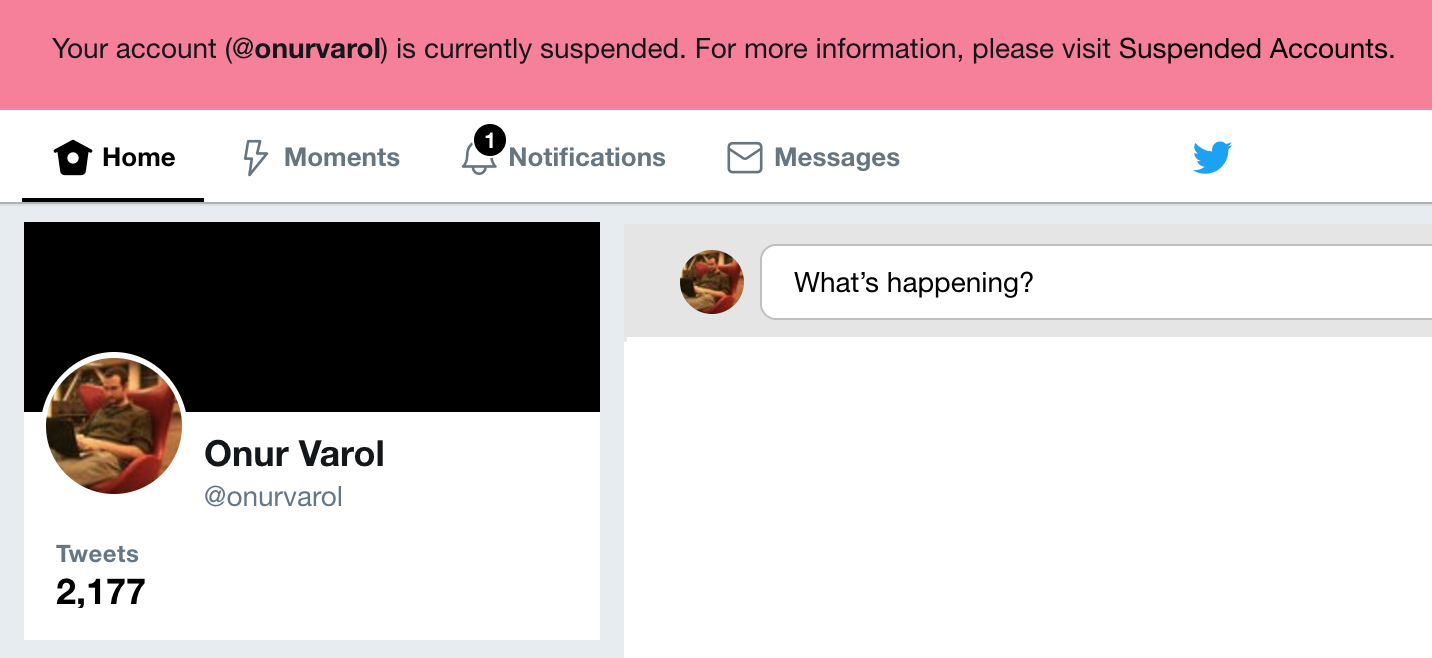 Your account (@onurvarol) is currently suspended. For more information, please visit Suspended Accounts.
Home Moments 1 Notifications Messages
What’s happening?
Onur Varol
@onurvarol
Tweets
2,177